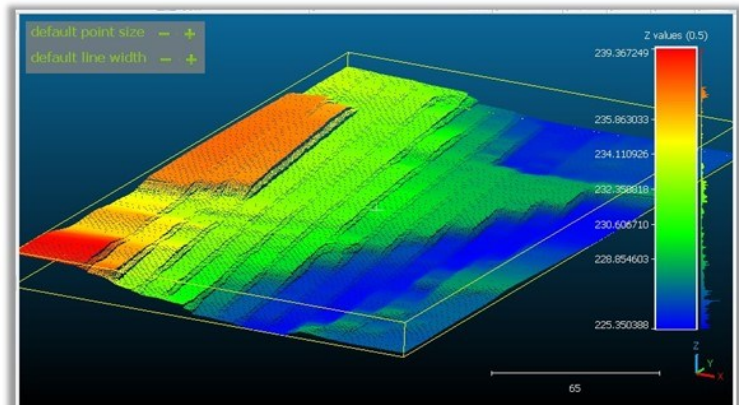 default point size − +
default line width − +
Z values (0.5)
239.367249
235.863033
234.110926
232.358818
230.606710
228.854603
225.350388
Z
Y
X
65